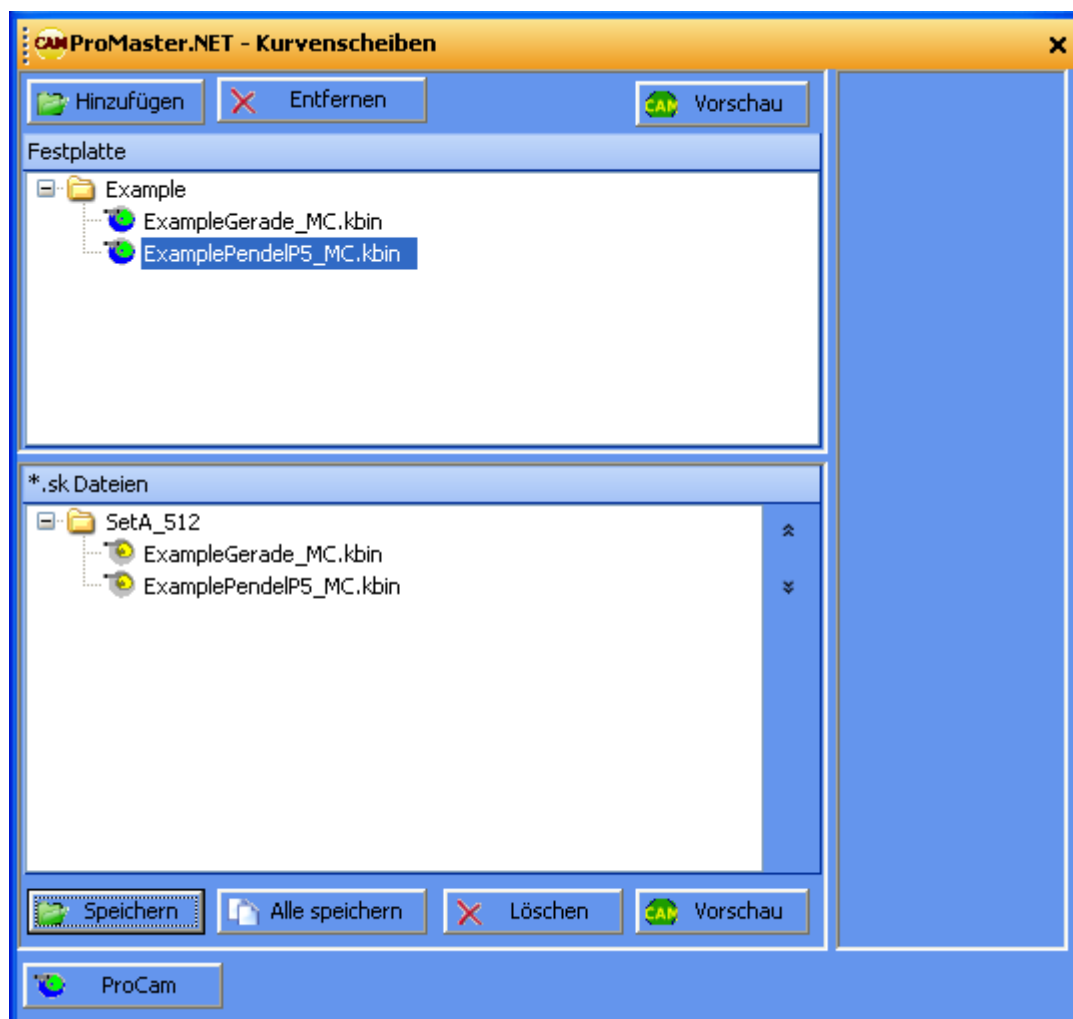 CAM ProMaster.NET - Kurvenscheiben
Hinzufügen Entfernen CAM Vorschau
Festplatte
Example
ExampleGerade_MC.kbin
ExamplePendelP5_MC.kbin
*.sk Dateien
SetA_512
ExampleGerade_MC.kbin
ExamplePendelP5_MC.kbin
Speichern Alle speichern Löschen CAM Vorschau
ProCam